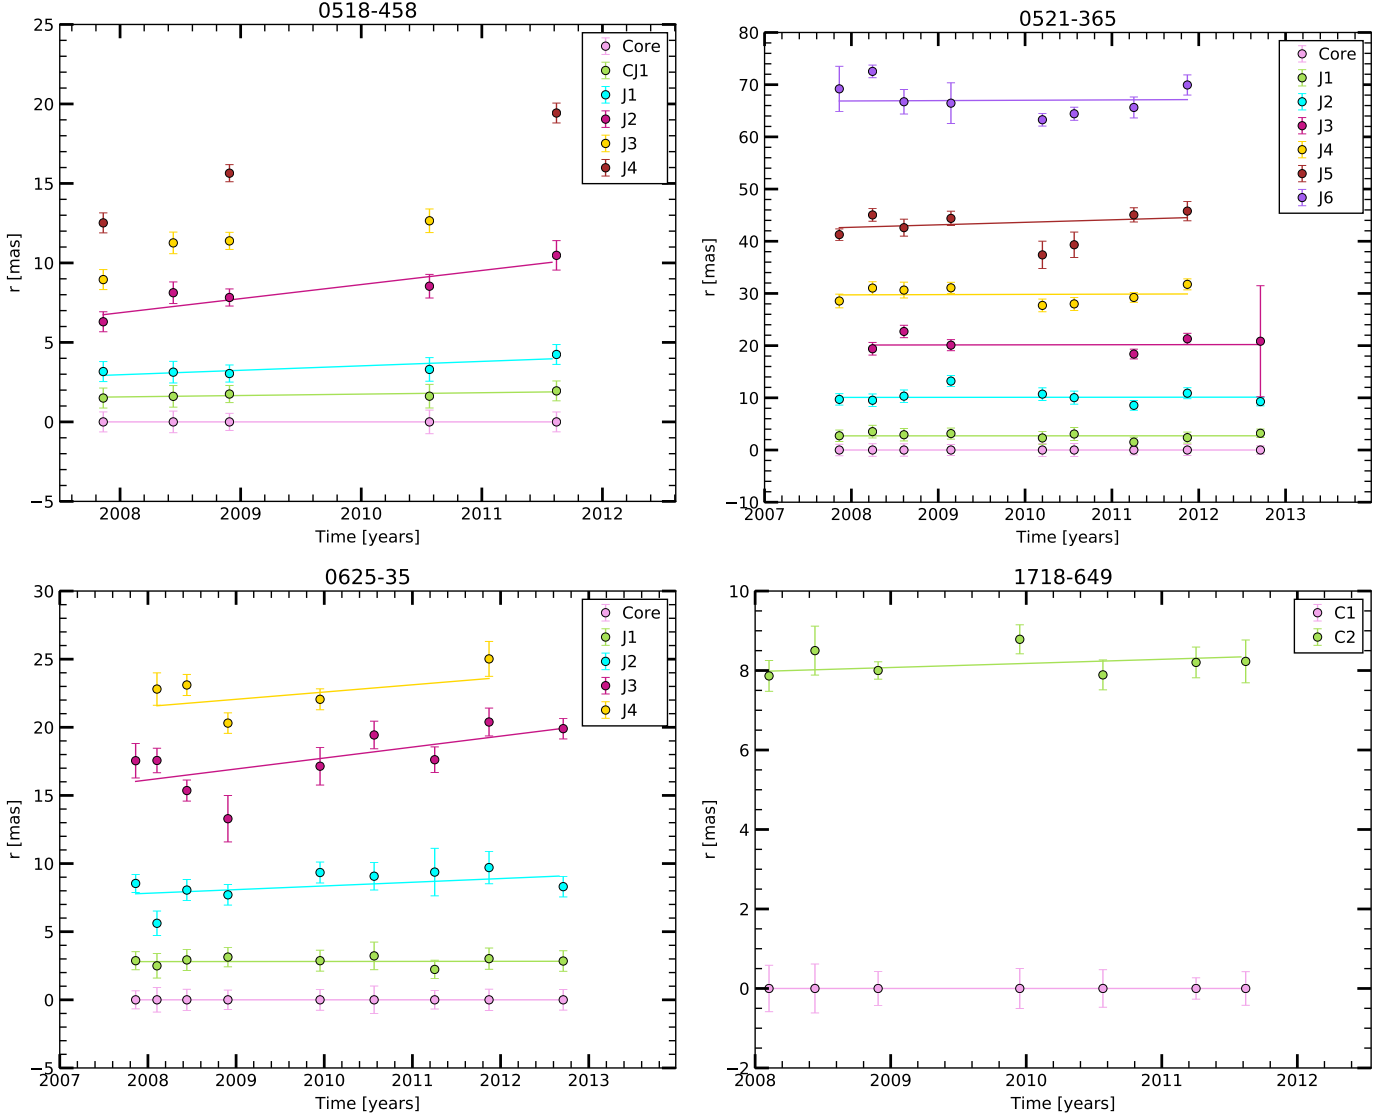 0518-458
25
20
15
10
5
0
−5
r [mas]
2008
2009
2010
2011
2012
Time [years]
Core
CJ1
J1
J2
J3
J4
0521-365
80
70
60
50
40
30
20
10
0
−10
r [mas]
2007
2008
2009
2010
2011
2012
2013
Time [years]
Core
J1
J2
J3
J4
J5
J6
0625-35
30
25
20
15
10
5
0
−5
r [mas]
2007
2008
2009
2010
2011
2012
2013
Time [years]
Core
J1
J2
J3
J4
1718-649
10
8
6
4
2
0
−2
r [mas]
2008
2009
2010
2011
2012
Time [years]
C1
C2